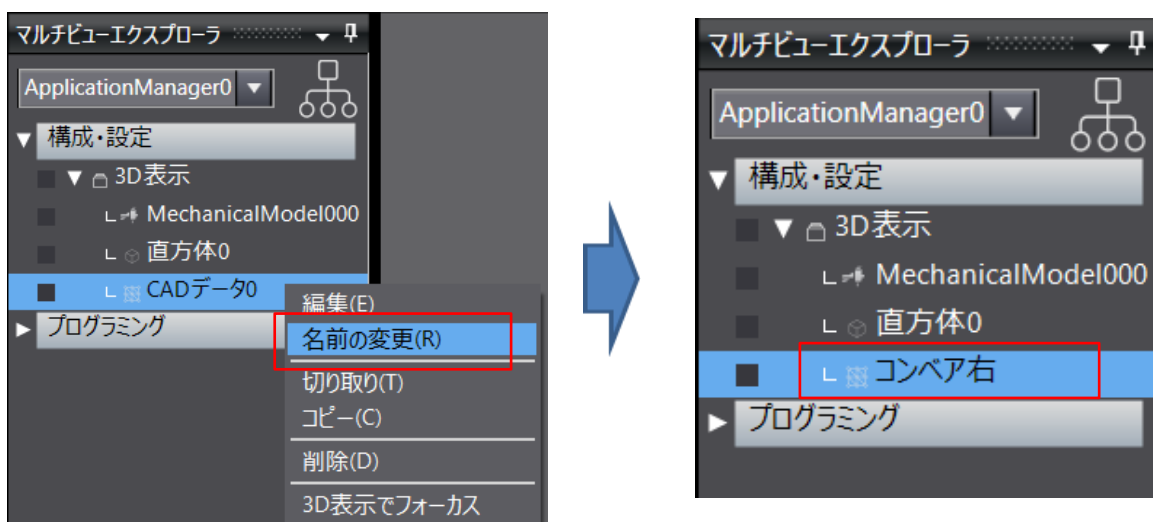 マルチビューエクスプローラ
ApplicationManager0
構成・設定
3D表示
MechanicalModel000
直方体0
CADデータ0
プログラミング
編集(E)
名前の変更(R)
切り取り(T)
コピー(C)
削除(D)
3D表示でフォーカス
マルチビューエクスプローラ
ApplicationManager0
構成・設定
3D表示
MechanicalModel000
直方体0
コンベア右
プログラミング